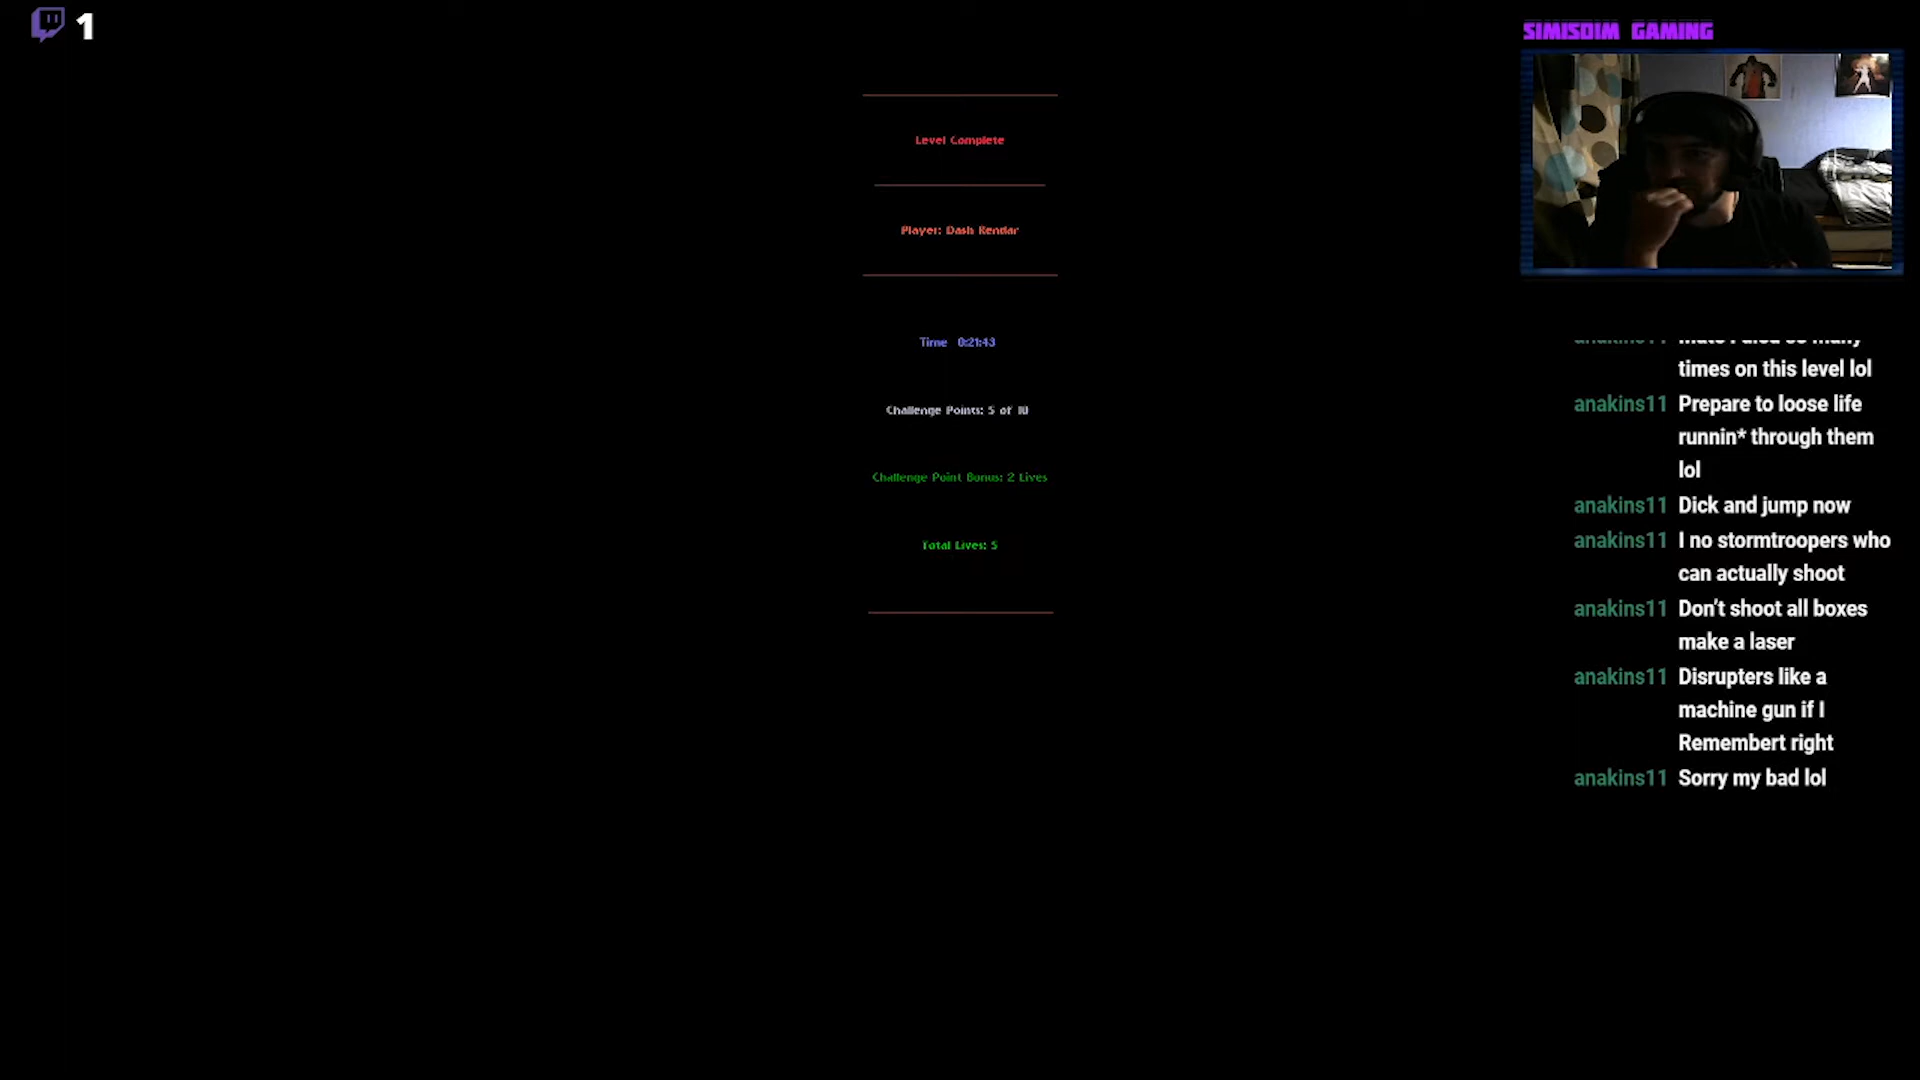 1
SIMISDIM GAMING
Level Complete
Player: Dash Rendar
Time 0:21:43
Challenge Points: 5 of 10
Challenge Point Bonus: 2 Lives
Total Lives: 5
times on this level lol
anakins11 Prepare to loose life
runnin* through them
lol
anakins11 Dick and jump now
anakins11 I no stormtroopers who
can actually shoot
anakins11 Don't shoot all boxes
make a laser
anakins11 Disrupters like a
machine gun if I
Remembert right
anakins11 Sorry my bad lol